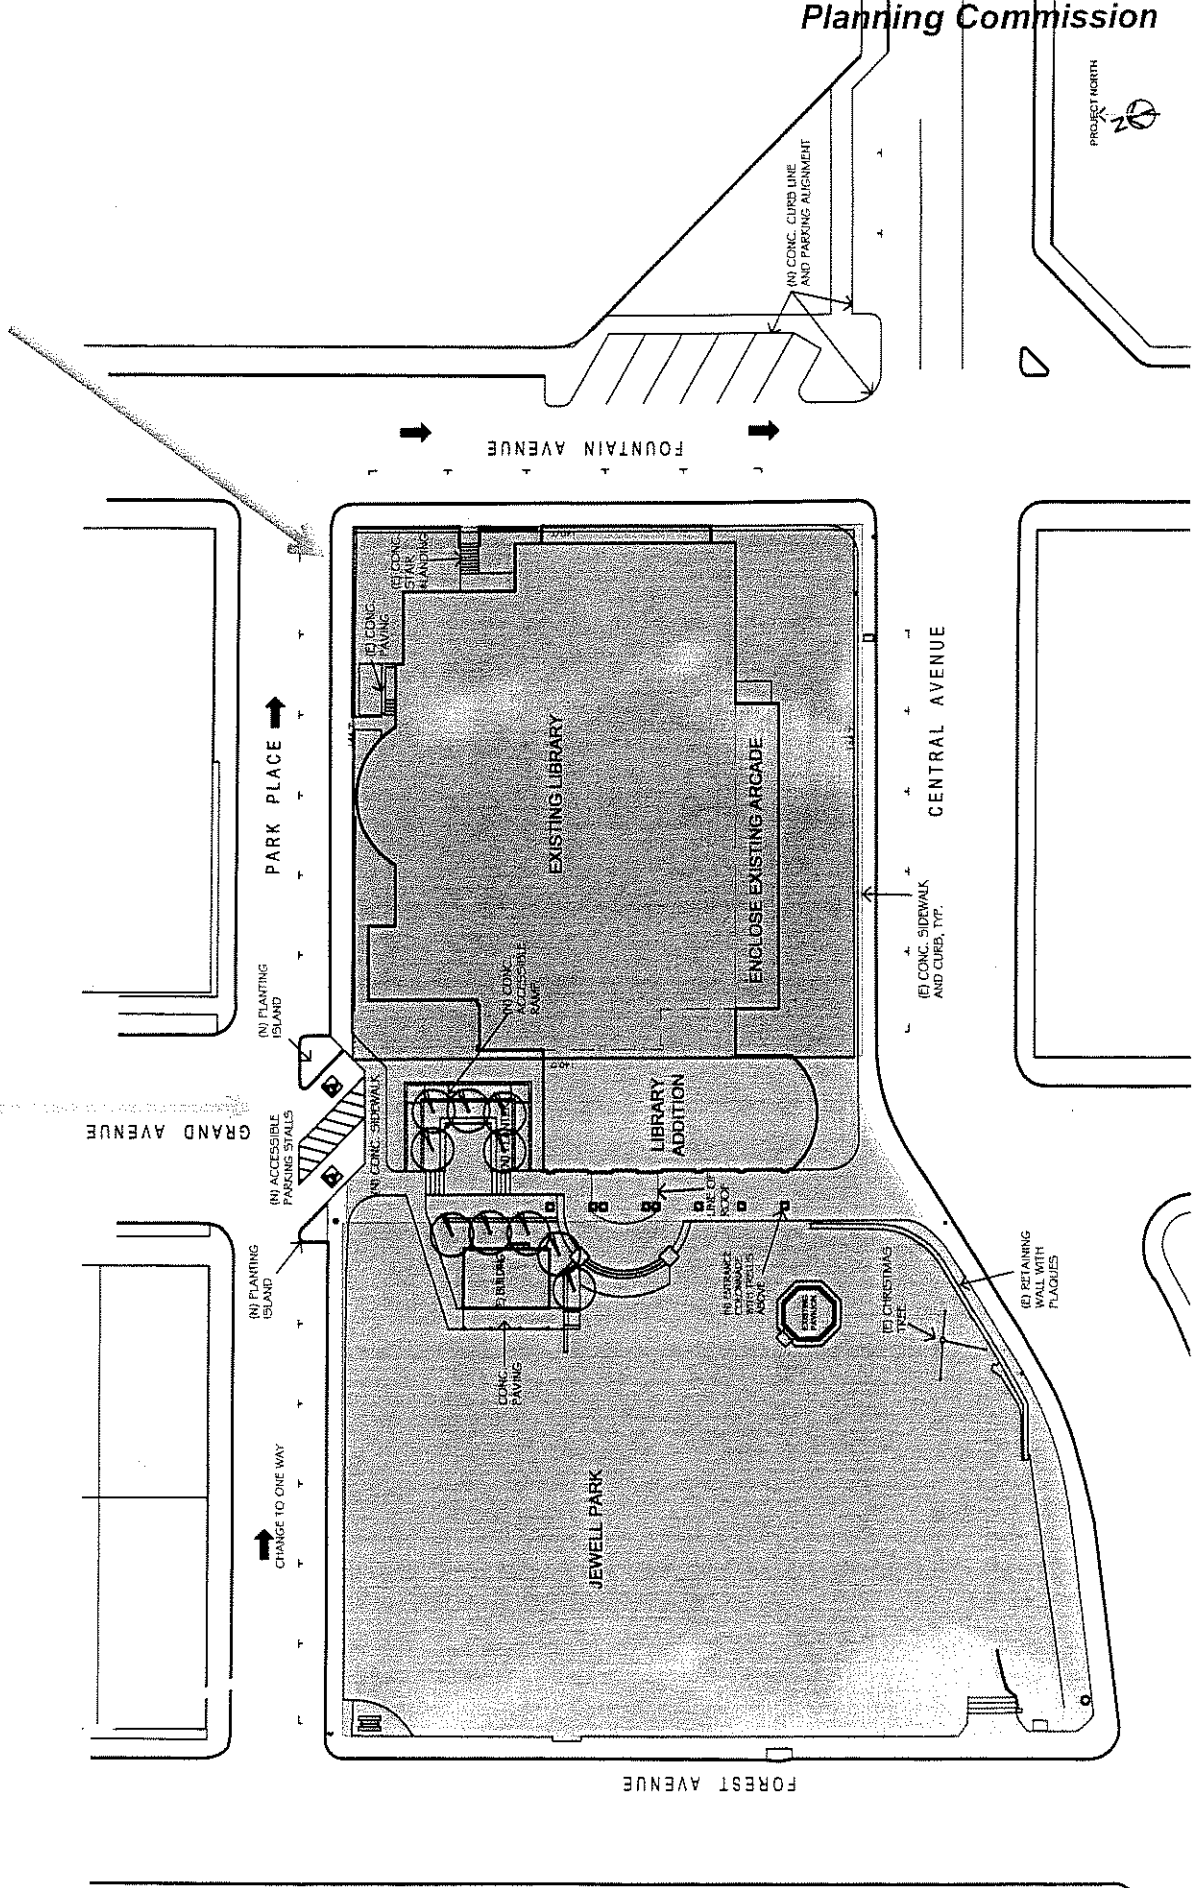 Planning Commission
PROJECT NORTH
N
(N) CONC. CURB LINE
AND PARKING ALIGNMENT
FOUNTAIN AVENUE
(E) CONC.
STAIR
LANDING
(E) CONC.
PAVING
PARK PLACE
EXISTING LIBRARY
ENCLOSE EXISTING ARCADE
CENTRAL AVENUE
(E) CONC. SIDEWALK
AND CURB, TYP.
(N) CONC.
ACCESSIBLE
RAMP
(N) PLANTING
ISLAND
GRAND AVENUE
(N) ACCESSIBLE
PARKING STALLS
(N) CONC. SIDEWALK
LIBRARY
ADDITION
LINE OF
ROOF
(N) PLANTING
ISLAND
(E) BUILDING
CONC.
PAVING
(N) ENTRANCE
COLONNADE
WITH TRELLIS
ABOVE
EXISTING
PAVILION
(E) CHRISTMAS
TREE
(E) RETAINING
WALL WITH
PLAQUES
CHANGE TO ONE WAY
JEWELL PARK
FOREST AVENUE